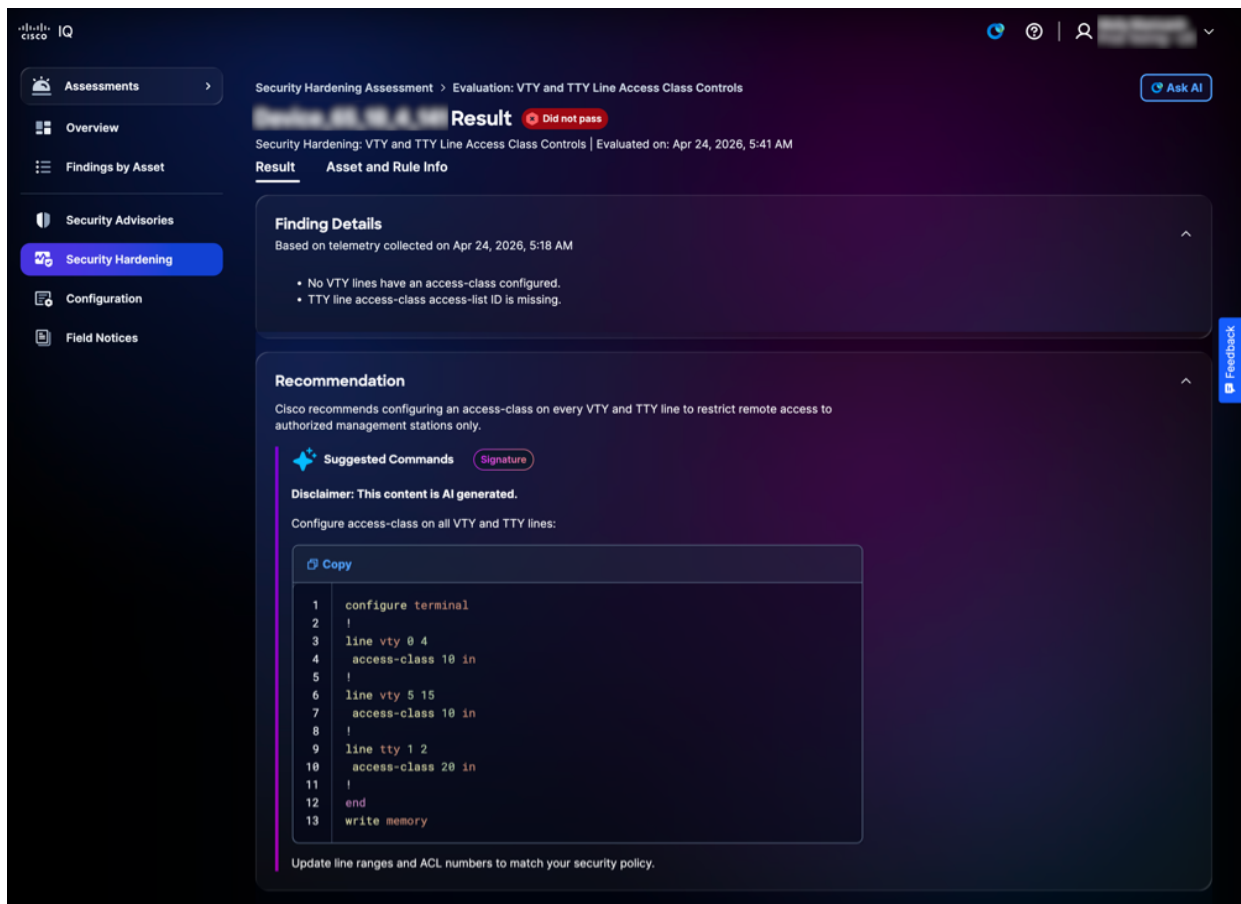 cisco IQ
Assessments
Overview
Findings by Asset
Security Advisories
Security Hardening
Configuration
Field Notices
Security Hardening Assessment > Evaluation: VTY and TTY Line Access Class Controls
Ask AI
Result Did not pass
Security Hardening: VTY and TTY Line Access Class Controls | Evaluated on: Apr 24, 2026, 5:41 AM
Result Asset and Rule Info
Finding Details
Based on telemetry collected on Apr 24, 2026, 5:18 AM
• No VTY lines have an access-class configured.
• TTY line access-class access-list ID is missing.
Feedback
Recommendation
Cisco recommends configuring an access-class on every VTY and TTY line to restrict remote access to
authorized management stations only.
Suggested Commands Signature
Disclaimer: This content is AI generated.
Configure access-class on all VTY and TTY lines:
Copy
1 configure terminal
2 !
3 line vty 0 4
4 access-class 10 in
5 !
6 line vty 5 15
7 access-class 10 in
8 !
9 line tty 1 2
10 access-class 20 in
11 !
12 end
13 write memory
Update line ranges and ACL numbers to match your security policy.